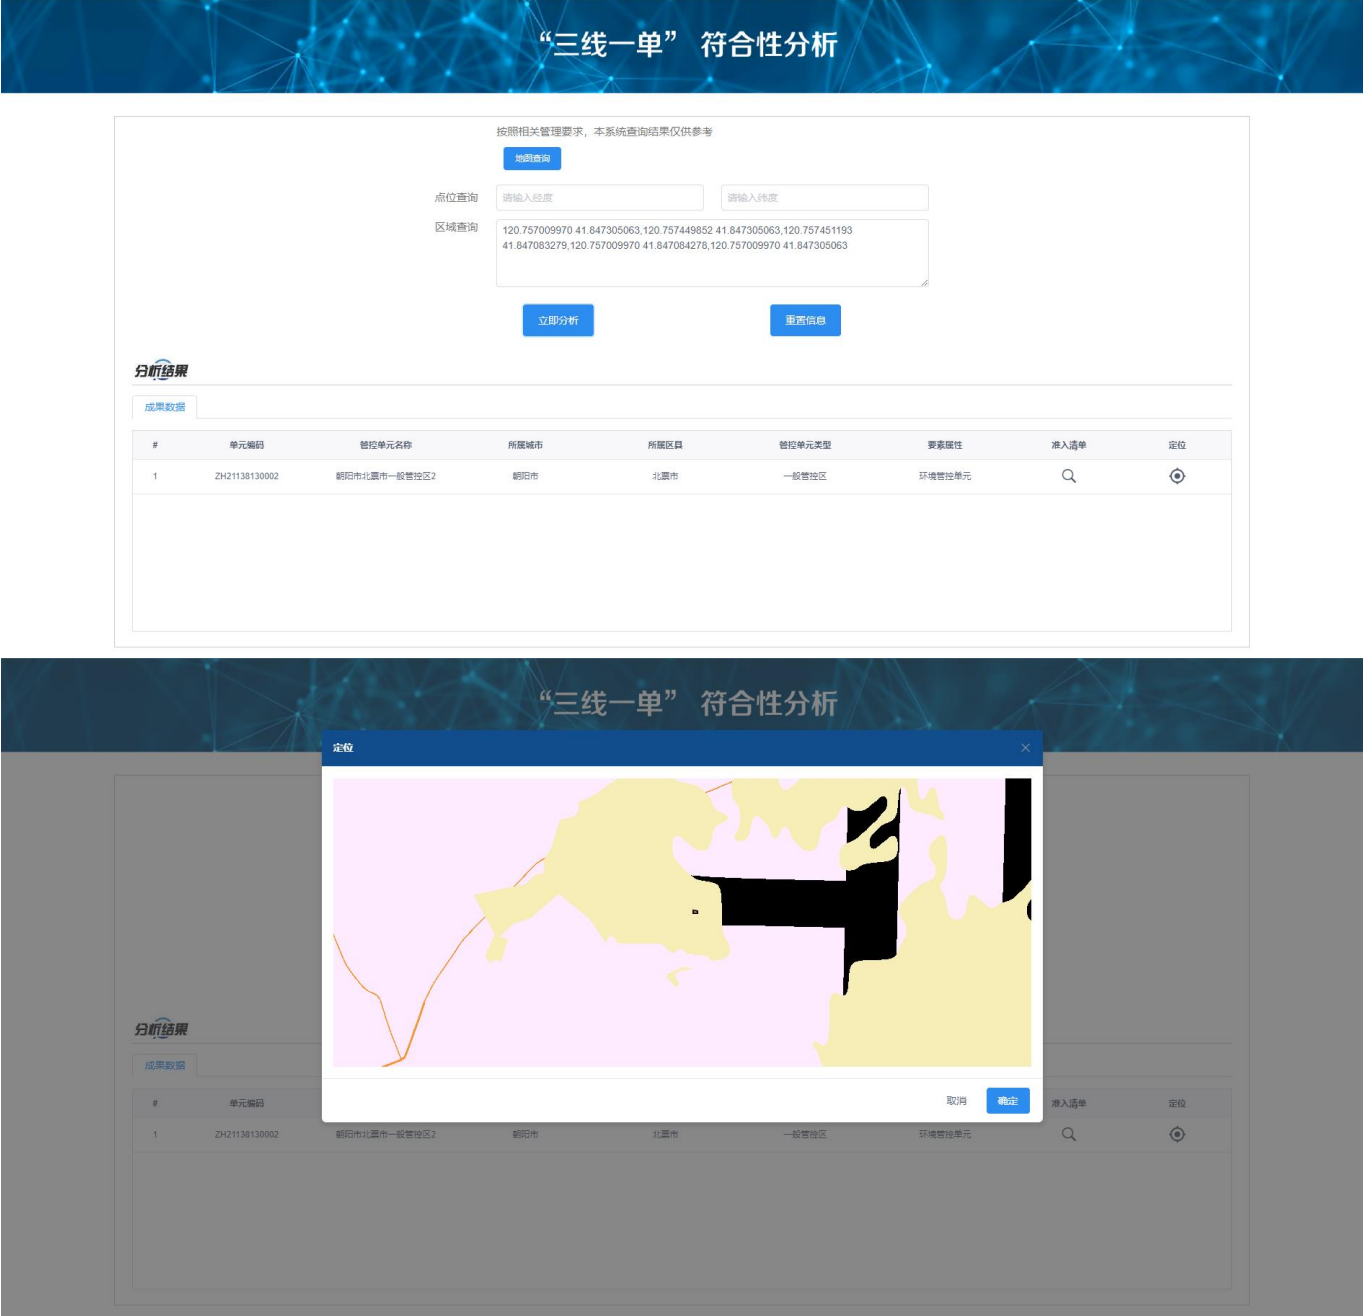 “三线一单” 符合性分析
按照相关管理要求，本系统查询结果仅供参考
地图查询
点位查询 请输入经度 请输入纬度
区域查询 120.757009970 41.847305063,120.757449852 41.847305063,120.757451193
41.847083279,120.757009970 41.847084278,120.757009970 41.847305063
立即分析 重置信息
分析结果
成果数据
# 单元编码 管控单元名称 所属城市 所属区县 管控单元类型 要素属性 准入清单 定位
1 ZH21138130002 朝阳市北票市一般管控区2 朝阳市 北票市 一般管控区 环境管控单元
“三线一单” 符合性分析
定位
分析结果
成果数据
取消 确定
# 单元编码 准入清单 定位
1 ZH21138130002 朝阳市北票市一般管控区2 朝阳市 北票市 一般管控区 环境管控单元